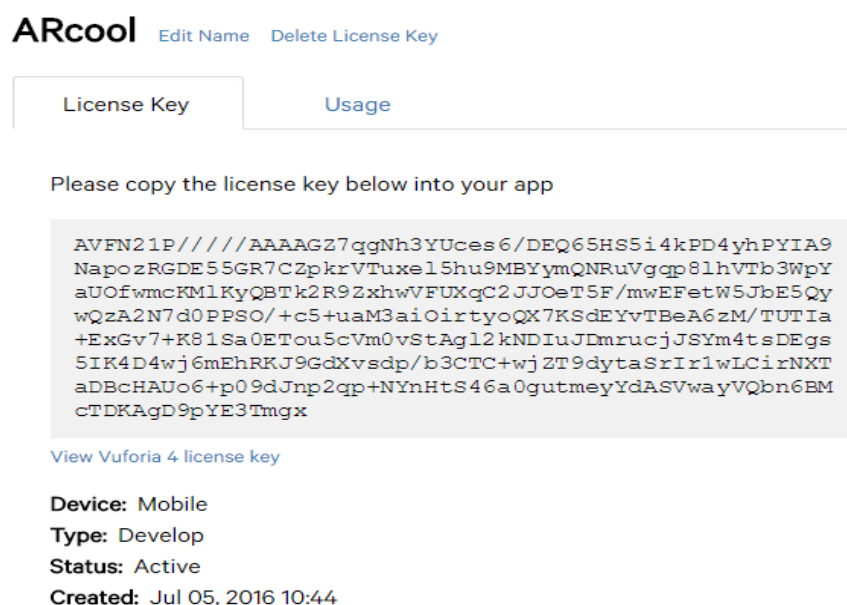 ARcool Edit Name Delete License Key
License Key Usage
Please copy the license key below into your app
AVFN21P/////AAAAGZ7qgNh3YUces6/DEQ65HS5i4kPD4yhPYIA9
NapozRGDE55GR7CZpkrVTuxel5hu9MBYymQNRuVgqp8lhVTb3WpY
aUOfwmcKMlKyQBTk2R9ZxhwVFUXqC2JJOeT5F/mwEFetW5JbE5Qy
wQzA2N7d0PPSO/+c5+uaM3aiOirtyoQX7KSdEYvTBeA6zM/TUTIa
+ExGv7+K81Sa0ETou5cVm0vStAgl2kNDIuJDmrucjJSYm4tsDEgs
5IK4D4wj6mEhRKJ9GdXvsdp/b3CTC+wjZT9dytaSrIr1wLCirNXT
aDBcHAUo6+p09dJnp2qp+NYnHtS46a0gutmeyYdASVwayVQbn6BM
cTDKAgD9pYE3Tmgx
View Vuforia 4 license key
Device: Mobile
Type: Develop
Status: Active
Created: Jul 05, 2016 10:44